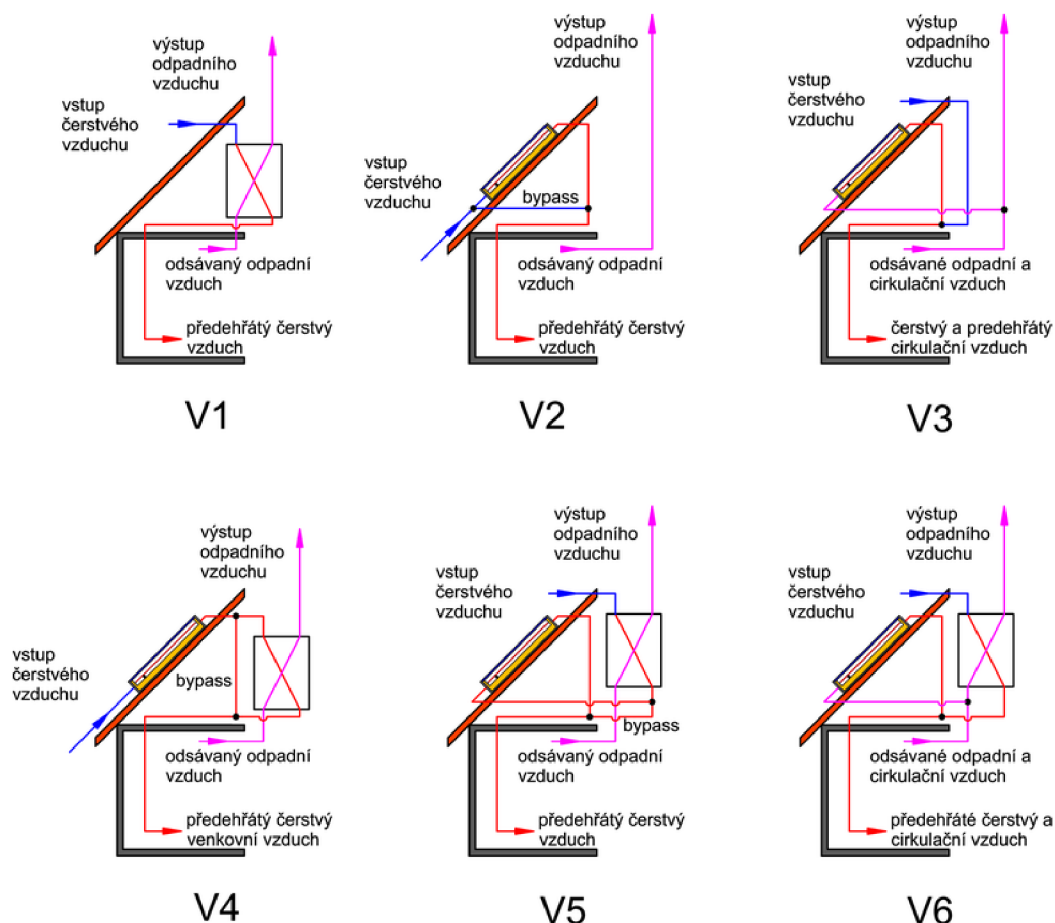 výstup
odpadního
vzduchu
vstup
čerstvého
vzduchu
odsávaný odpadní
vzduch
předehřátý čerstvý
vzduch
V1
výstup
odpadního
vzduchu
vstup
čerstvého
vzduchu
bypass
odsávaný odpadní
vzduch
předehřátý čerstvý
vzduch
V2
výstup
odpadního
vzduchu
vstup
čerstvého
vzduchu
odsávané odpadní a
cirkulační vzduch
čerstvý a predehřátý
cirkulační vzduch
V3
výstup
odpadního
vzduchu
vstup
čerstvého
vzduchu
bypass
odsávaný odpadní
vzduch
předehřátý čerstvý
venkovní vzduch
V4
výstup
odpadního
vzduchu
vstup
čerstvého
vzduchu
bypass
odsávaný odpadní
vzduch
předehřátý čerstvý
vzduch
V5
výstup
odpadního
vzduchu
vstup
čerstvého
vzduchu
odsávané odpadní a
cirkulační vzduch
předehřáté čerstvý a
cirkulační vzduch
V6